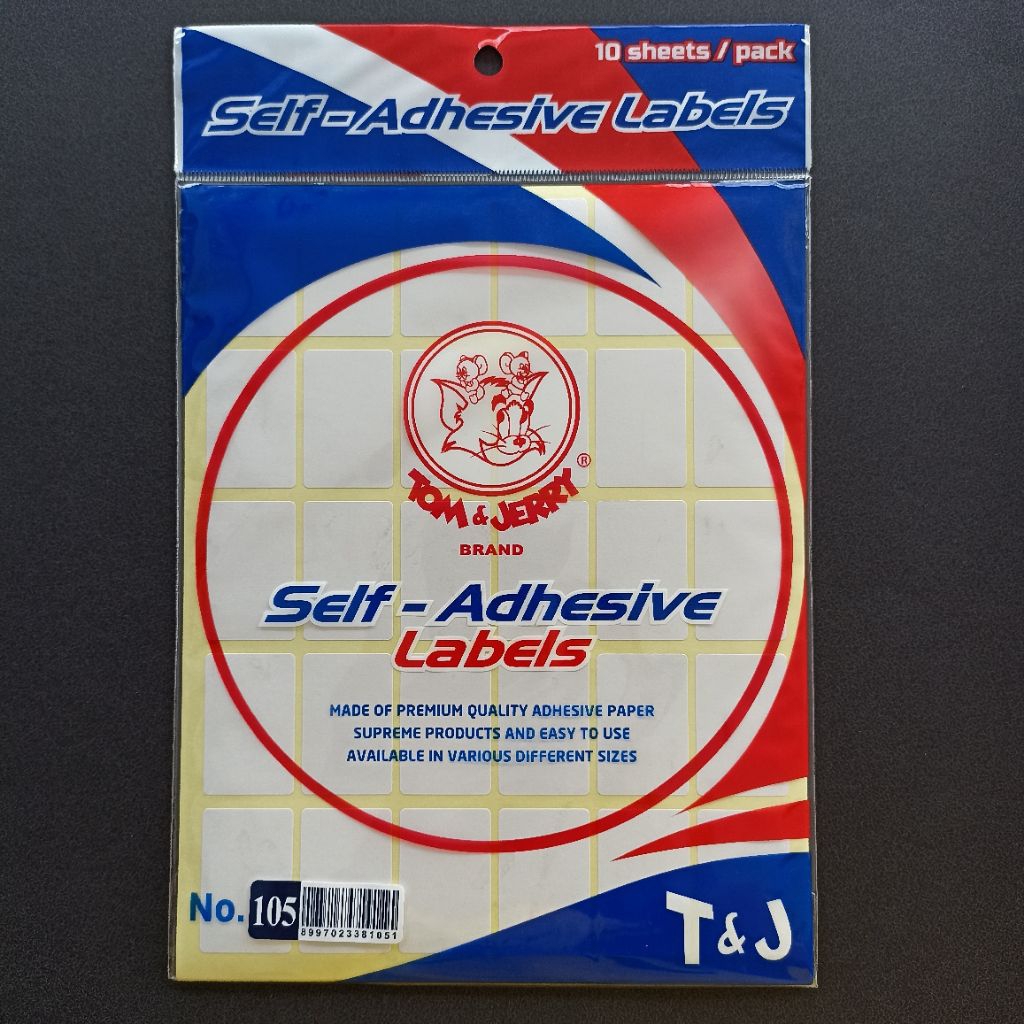 10 sheets / pack
Self - Adhesive Labels
TOM & JERRY ®
BRAND
Self - Adhesive
Labels
MADE OF PREMIUM QUALITY ADHESIVE PAPER
SUPREME PRODUCTS AND EASY TO USE
AVAILABLE IN VARIOUS DIFFERENT SIZES
No. 105
8997023381051
T & J